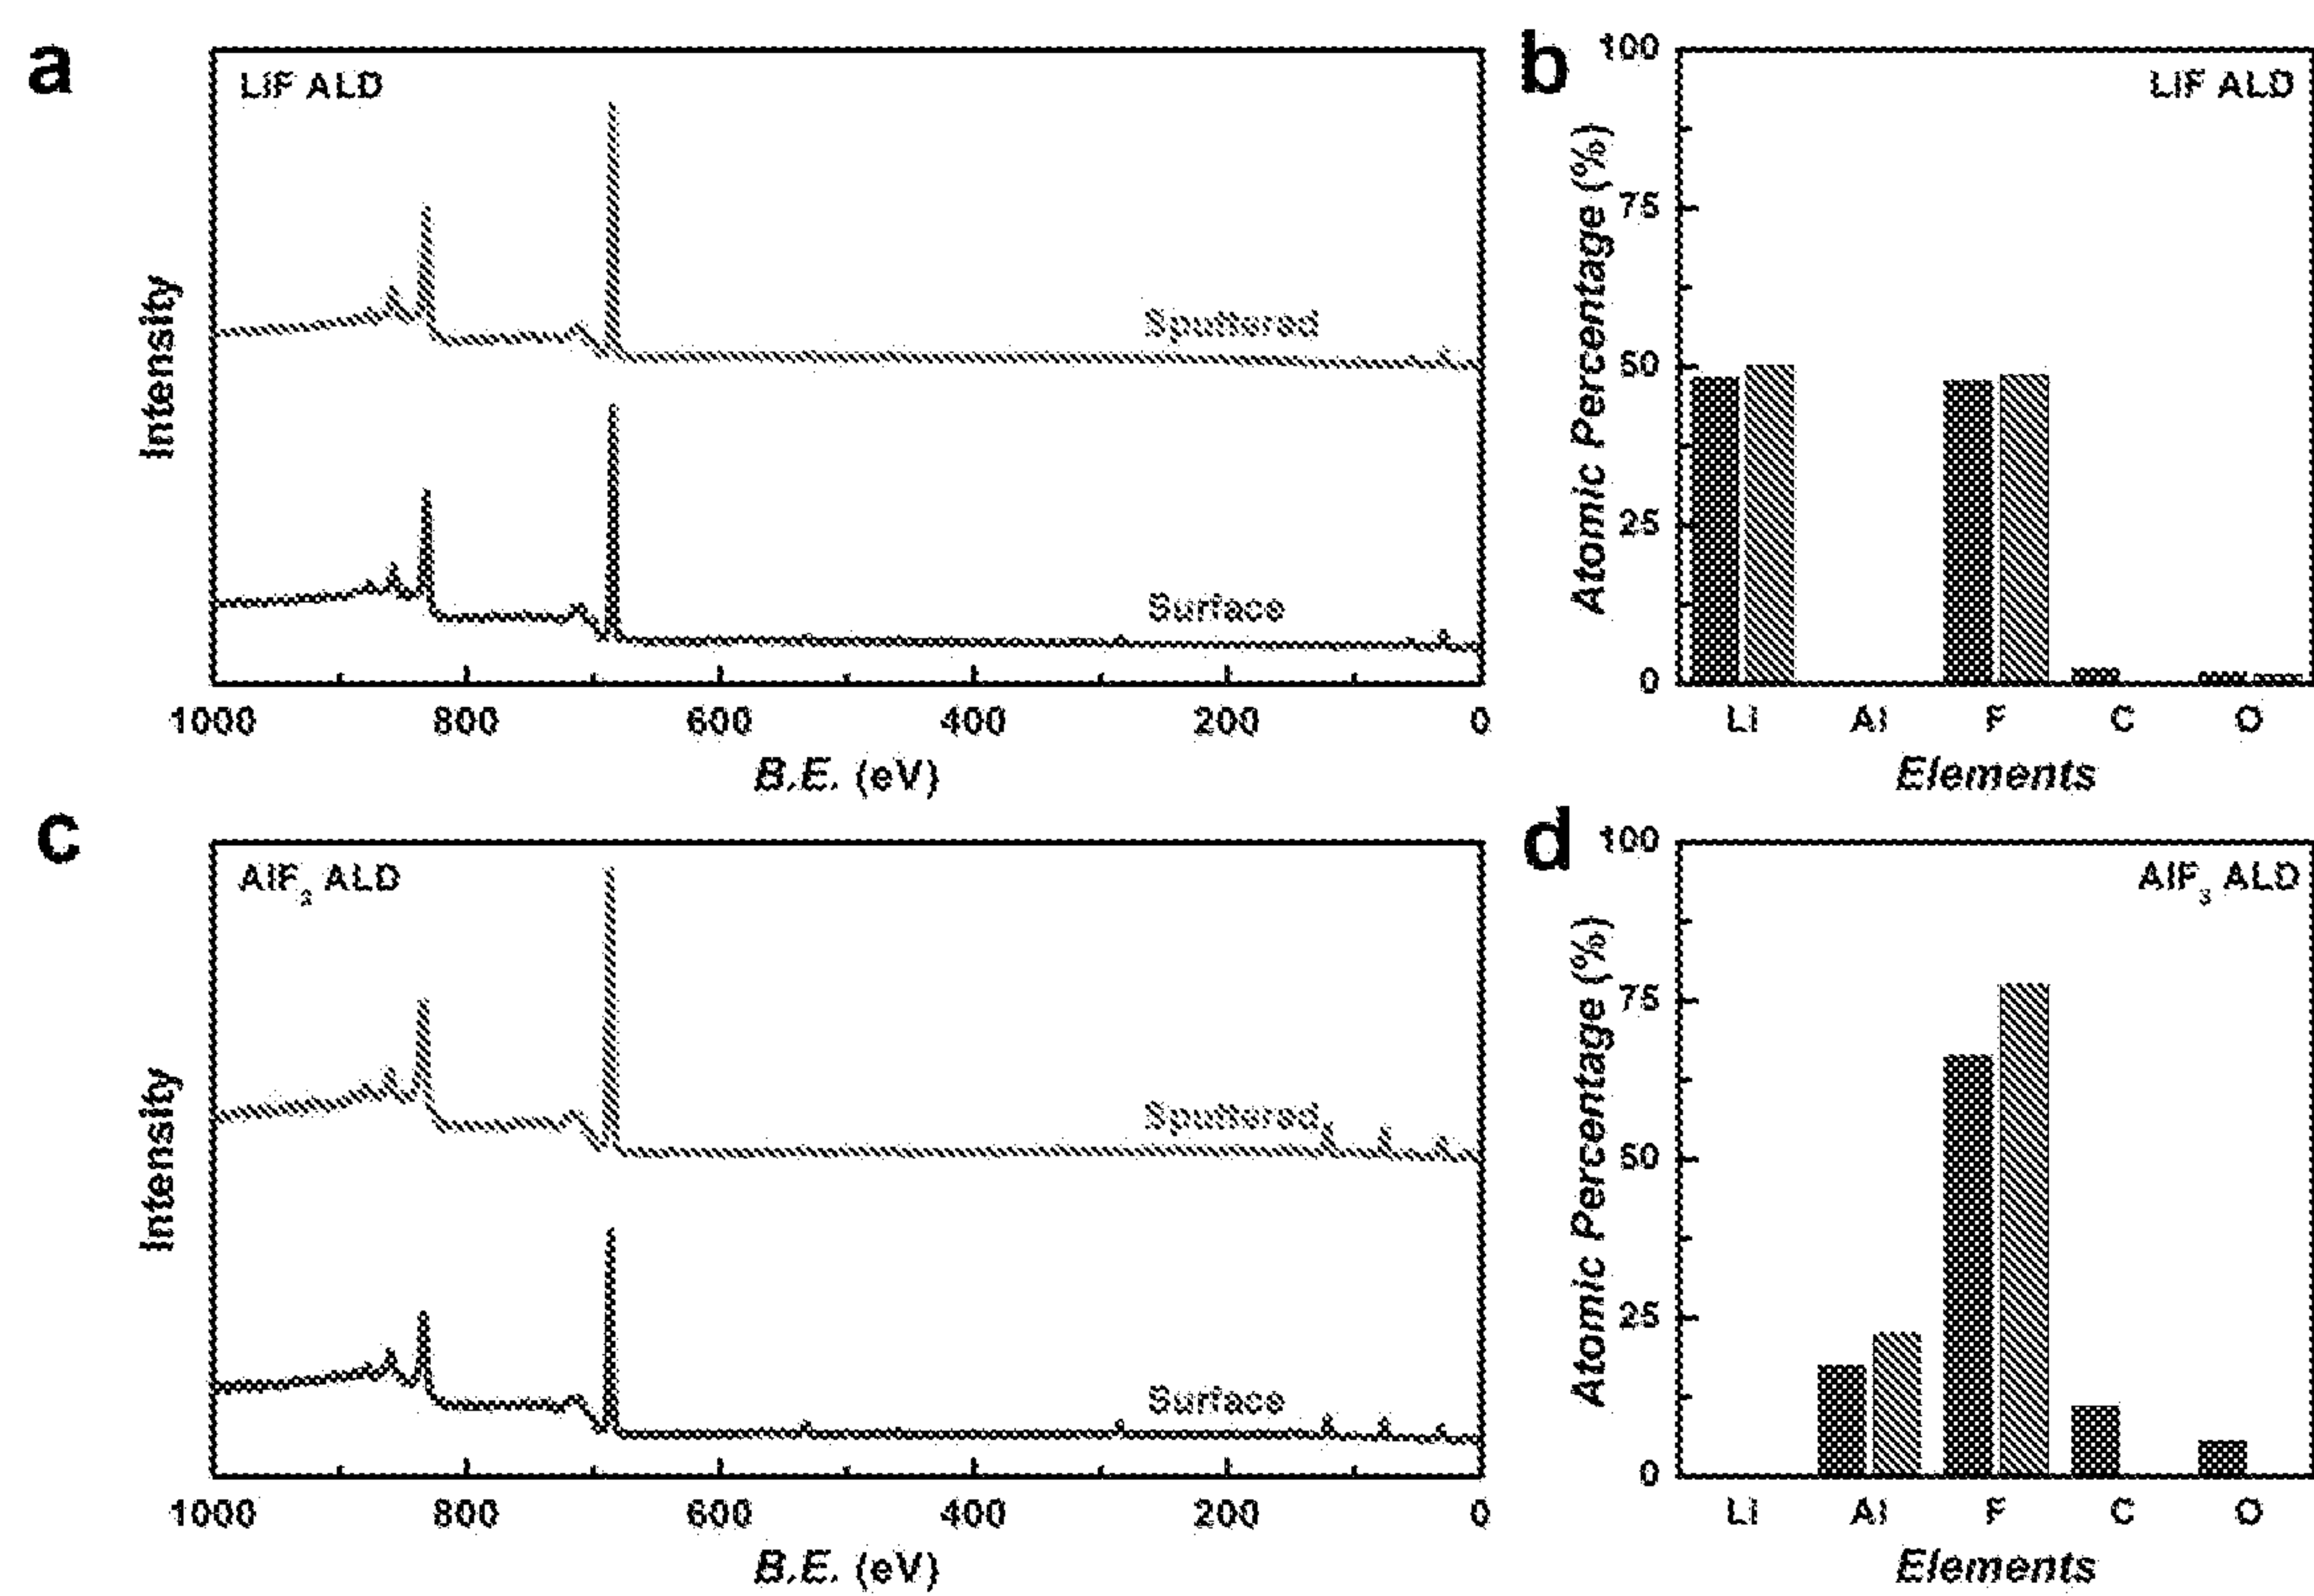 a
LiF ALD
Intensity
Sputtered
Surface
1000 800 600 400 200 0
B.E. (eV)
b
LiF ALD
Atomic Percentage (%)
100
75
50
25
0
Li Al F C O
Elements
c
AlF₃ ALD
Intensity
Sputtered
Surface
1000 800 600 400 200 0
B.E. (eV)
d
AlF₃ ALD
Atomic Percentage (%)
100
75
50
25
0
Li Al F C O
Elements